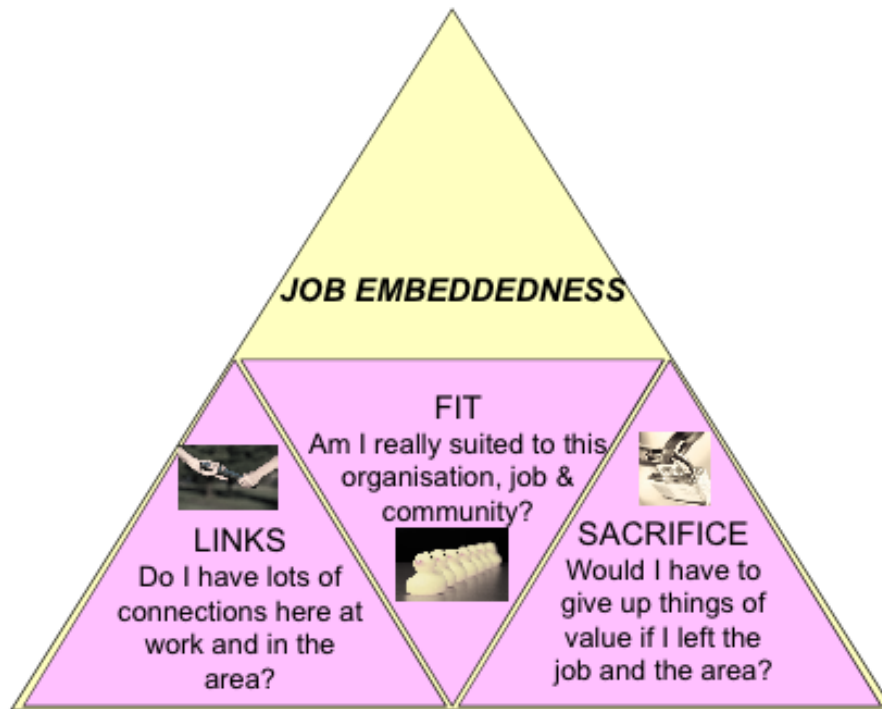 JOB EMBEDDEDNESS
FIT
Am I really suited to this
organisation, job &
community?
LINKS
Do I have lots of
connections here at
work and in the
area?
SACRIFICE
Would I have to
give up things of
value if I left the
job and the area?